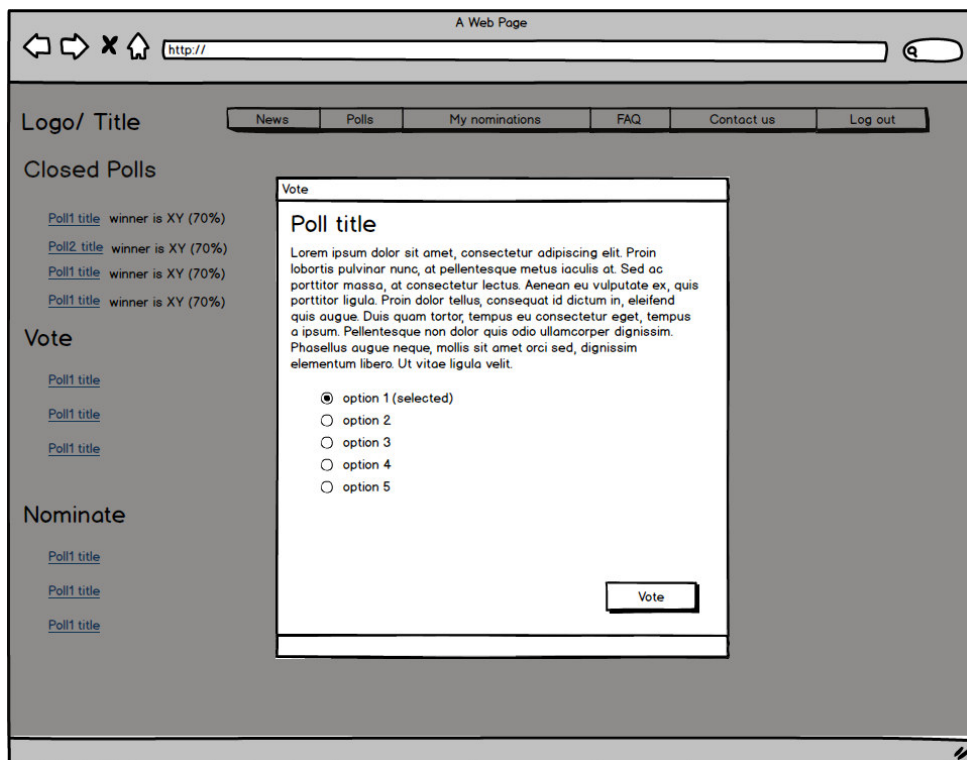 A Web Page
http://
Logo/ Title
News Polls My nominations FAQ Contact us Log out
Closed Polls
Poll1 title winner is XY (70%)
Poll2 title winner is XY (70%)
Poll1 title winner is XY (70%)
Poll1 title winner is XY (70%)
Vote
Poll1 title
Poll1 title
Poll1 title
Nominate
Poll1 title
Poll1 title
Poll1 title
Vote
Poll title
Lorem ipsum dolor sit amet, consectetur adipiscing elit. Proin
lobortis pulvinar nunc, at pellentesque metus iaculis at. Sed ac
porttitor massa, at consectetur lectus. Aenean eu vulputate ex, quis
porttitor ligula. Proin dolor tellus, consequat id dictum in, eleifend
quis augue. Duis quam tortor, tempus eu consectetur eget, tempus
a ipsum. Pellentesque non dolor quis odio ullamcorper dignissim.
Phasellus augue neque, mollis sit amet orci sed, dignissim
elementum libero. Ut vitae ligula velit.
option 1 (selected)
option 2
option 3
option 4
option 5
Vote